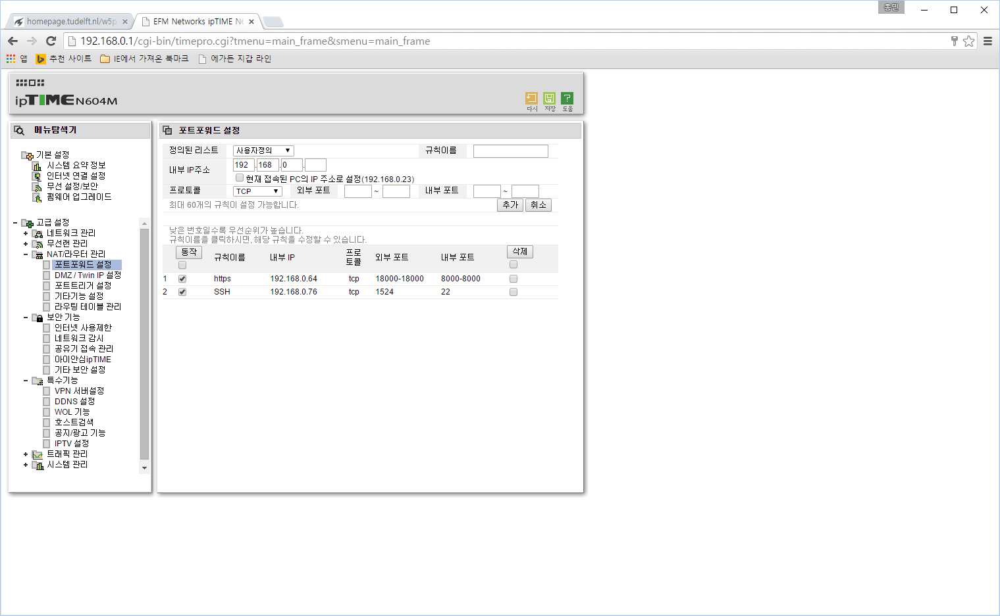 홍민
homepage.tudelft.nl/w5p
EFM Networks ipTIME N6
192.168.0.1/cgi-bin/timepro.cgi?tmenu=main_frame&smenu=main_frame
앱 추천 사이트 IE에서 가져온 북마크 에가든 지갑 라인
ipTIME N604M
다시 저장 도움
메뉴탐색기
기본 설정
시스템 요약 정보
인터넷 연결 설정
무선 설정/보안
펌웨어 업그레이드
고급 설정
네트워크 관리
무선랜 관리
NAT/라우터 관리
포트포워드 설정
DMZ / Twin IP 설정
포트트리거 설정
기타기능 설정
라우팅 테이블 관리
보안 기능
인터넷 사용제한
네트워크 감시
공유기 접속 관리
아이안심ipTIME
기타 보안 설정
특수기능
VPN 서버설정
DDNS 설정
WOL 기능
호스트검색
공지/광고 기능
IPTV 설정
트래픽 관리
시스템 관리
포트포워드 설정
정의된 리스트 사용자정의 규칙이름
내부 IP주소 192 . 168 . 0 .
현재 접속된 PC의 IP 주소로 설정(192.168.0.23)
프로토콜 TCP 외부 포트 ~ 내부 포트 ~
최대 60개의 규칙이 설정 가능합니다. 추가 취소
낮은 번호일수록 우선순위가 높습니다.
규칙이름을 클릭하시면, 해당 규칙을 수정할 수 있습니다.
동작 규칙이름 내부 IP 프로토콜 외부 포트 내부 포트 삭제
1 https 192.168.0.64 tcp 18000-18000 8000-8000
2 SSH 192.168.0.76 tcp 1524 22